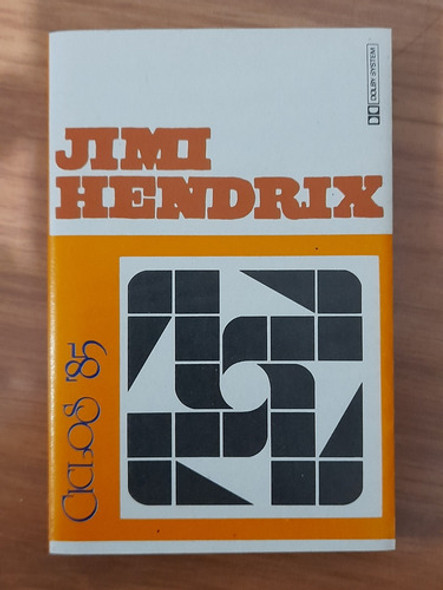 DOLBY SYSTEM
JIMI
HENDRIX
CICLOS '85